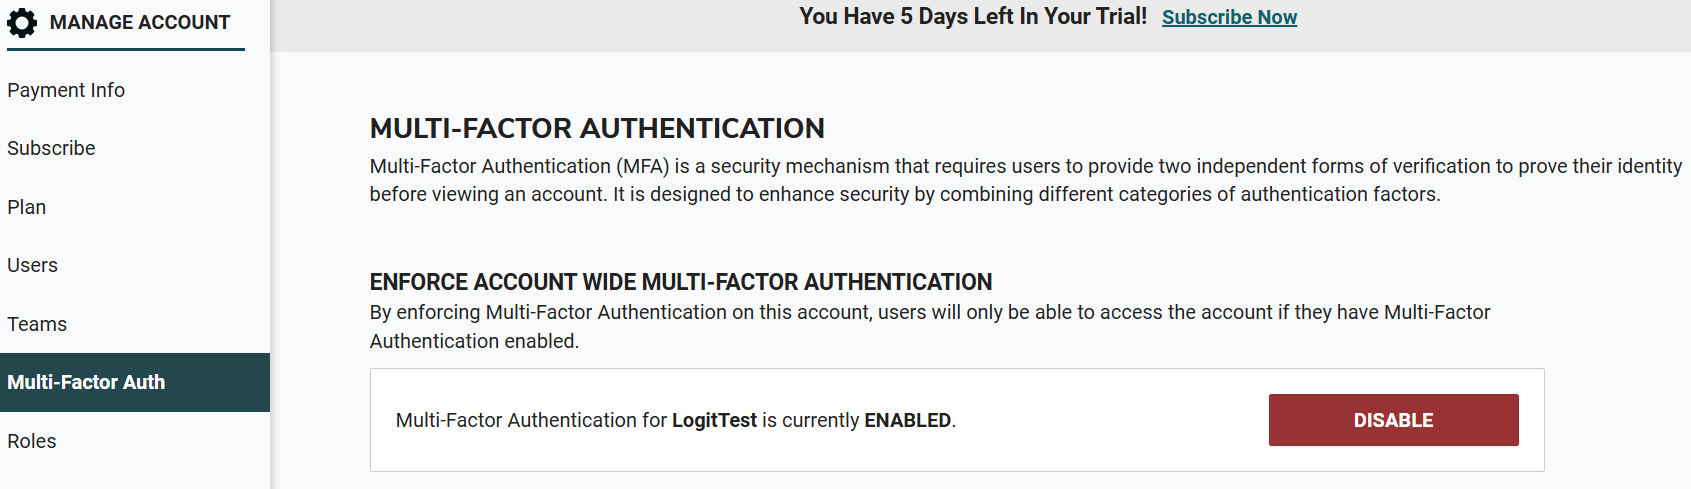 MANAGE ACCOUNT
Payment Info
Subscribe
Plan
Users
Teams
Multi-Factor Auth
Roles
You Have 5 Days Left In Your Trial! Subscribe Now
MULTI-FACTOR AUTHENTICATION
Multi-Factor Authentication (MFA) is a security mechanism that requires users to provide two independent forms of verification to prove their identity
before viewing an account. It is designed to enhance security by combining different categories of authentication factors.
ENFORCE ACCOUNT WIDE MULTI-FACTOR AUTHENTICATION
By enforcing Multi-Factor Authentication on this account, users will only be able to access the account if they have Multi-Factor
Authentication enabled.
Multi-Factor Authentication for LogitTest is currently ENABLED.
DISABLE